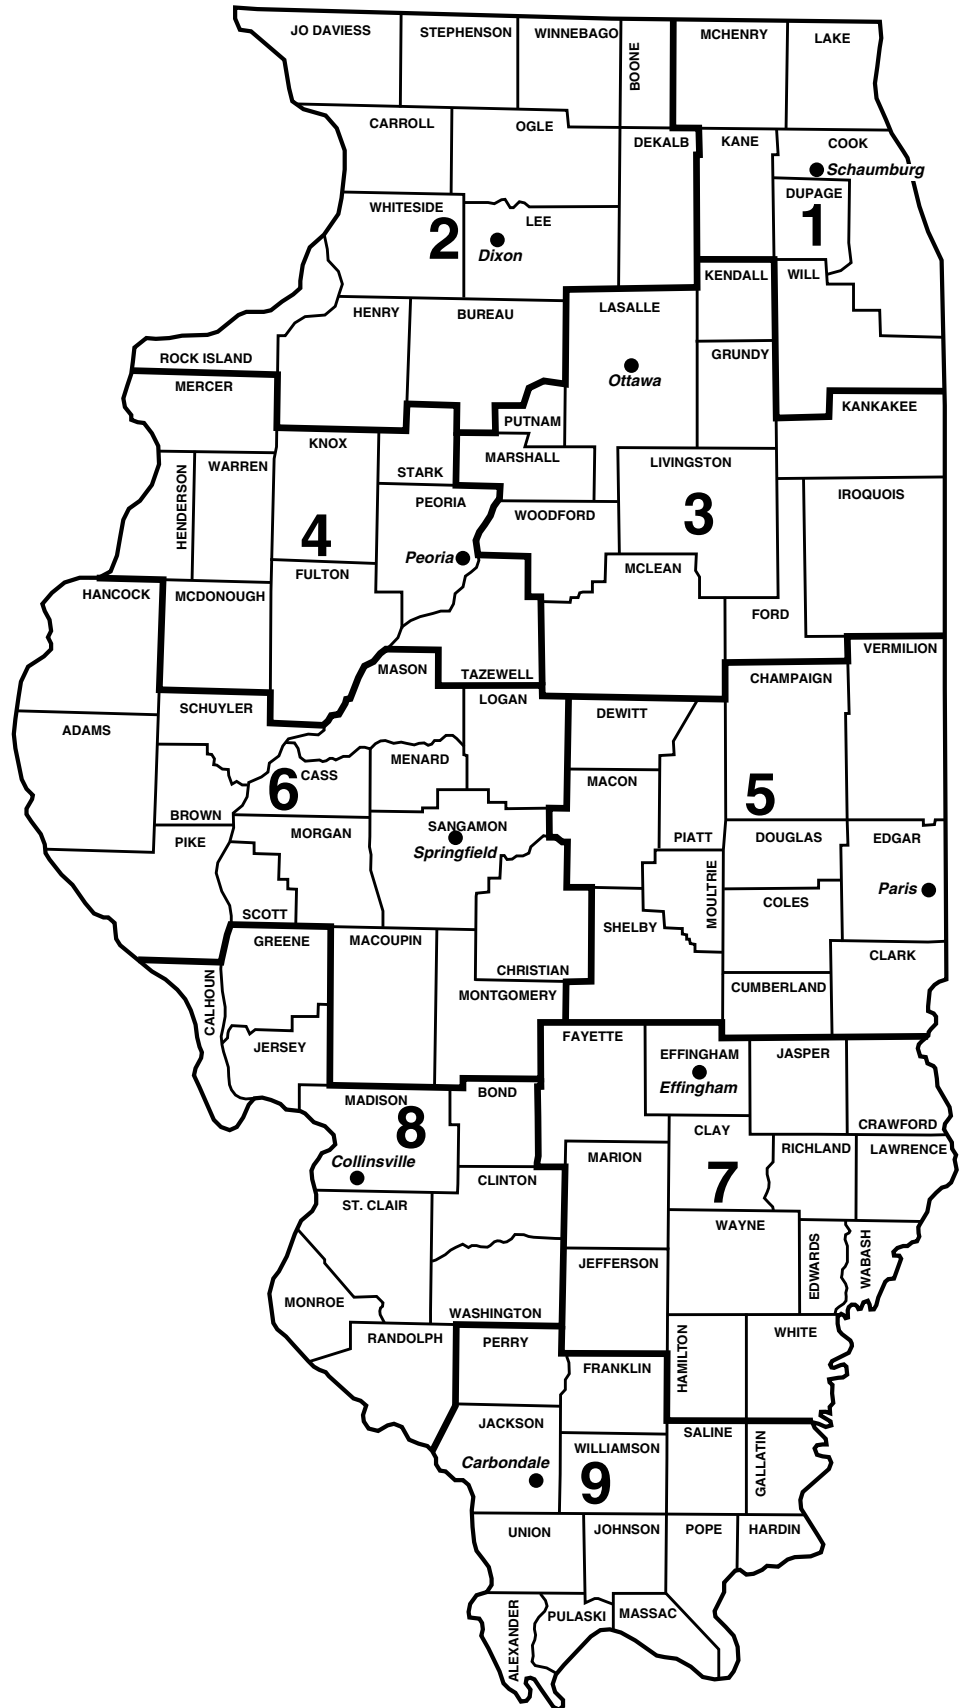 JO DAVIESS
STEPHENSON
WINNEBAGO
BOONE
MCHENRY
LAKE
CARROLL
OGLE
DEKALB
KANE
COOK
Schaumburg
DUPAGE
1
WHITESIDE
2
LEE
Dixon
KENDALL
WILL
HENRY
BUREAU
LASALLE
GRUNDY
Ottawa
ROCK ISLAND
MERCER
PUTNAM
KANKAKEE
KNOX
STARK
MARSHALL
LIVINGSTON
HENDERSON
WARREN
PEORIA
WOODFORD
3
IROQUOIS
4
Peoria
FULTON
MCLEAN
HANCOCK
MCDONOUGH
FORD
VERMILION
MASON
TAZEWELL
CHAMPAIGN
LOGAN
SCHUYLER
DEWITT
ADAMS
MENARD
CASS
6
MACON
5
BROWN
PIKE
MORGAN
SANGAMON
Springfield
PIATT
DOUGLAS
EDGAR
MOULTRIE
Paris
COLES
SCOTT
SHELBY
GREENE
MACOUPIN
CHRISTIAN
CLARK
CALHOUN
MONTGOMERY
CUMBERLAND
JERSEY
FAYETTE
EFFINGHAM
Effingham
JASPER
MADISON
BOND
8
CLAY
CRAWFORD
Collinsville
MARION
RICHLAND
LAWRENCE
CLINTON
7
ST. CLAIR
WAYNE
EDWARDS
WABASH
JEFFERSON
MONROE
WASHINGTON
RANDOLPH
PERRY
HAMILTON
WHITE
FRANKLIN
JACKSON
SALINE
GALLATIN
WILLIAMSON
Carbondale
9
UNION
JOHNSON
POPE
HARDIN
ALEXANDER
PULASKI
MASSAC